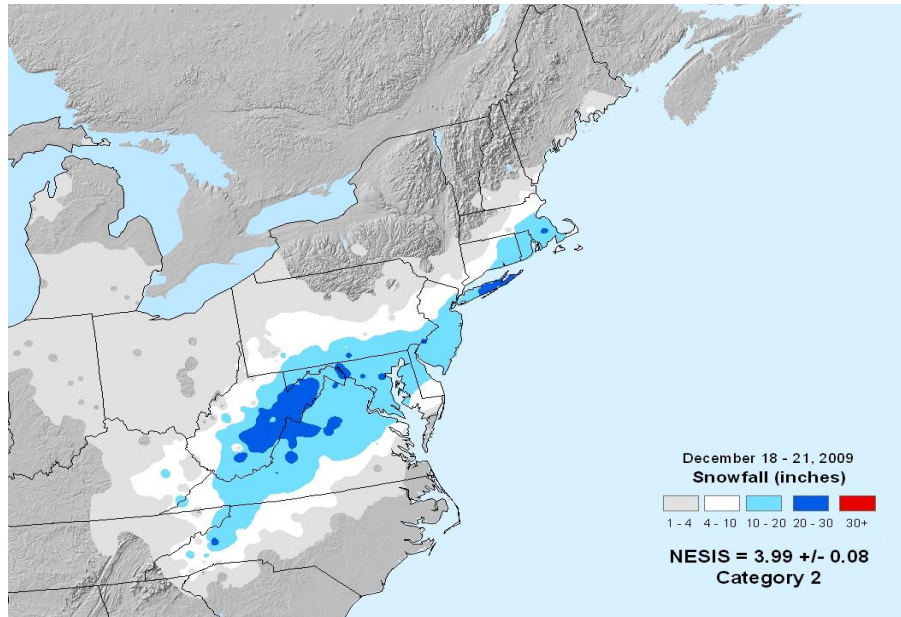 December 18 - 21, 2009
Snowfall (inches)
1 - 4 4 - 10 10 - 20 20 - 30 30+
NESIS = 3.99 +/- 0.08
Category 2